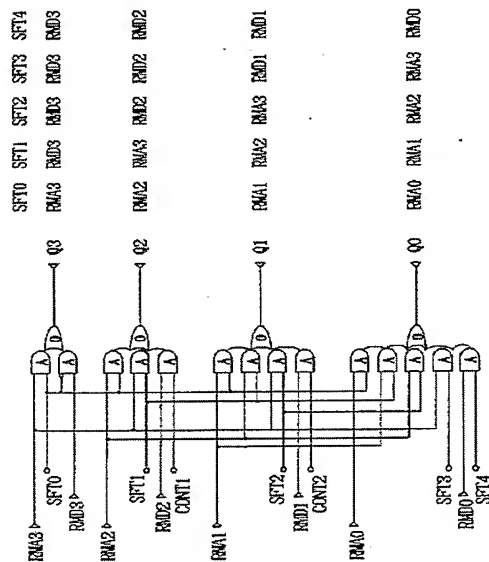 SFT0 SFT1 SFT2 SFT3 SFT4
RMA3 RMD3 RMD3 RMD3 RMD3
RMA2 RMA3 RMD2 RMD2 RMD2
RMA1 RMA2 RMA3 RMD1 RMD1
RMA0 RMA1 RMA2 RMA3 RMD0
Q3
Q2
Q1
Q0
O
O
O
O
A
A
A
A
A
A
A
A
A
A
A
A
A
A
RMA3
SFT0
RMD3
RMA2
SFT1
RMD2
CONT1
RMA1
SFT2
RMD1
CONT2
RMA0
SFT3
RMD0
SFT4